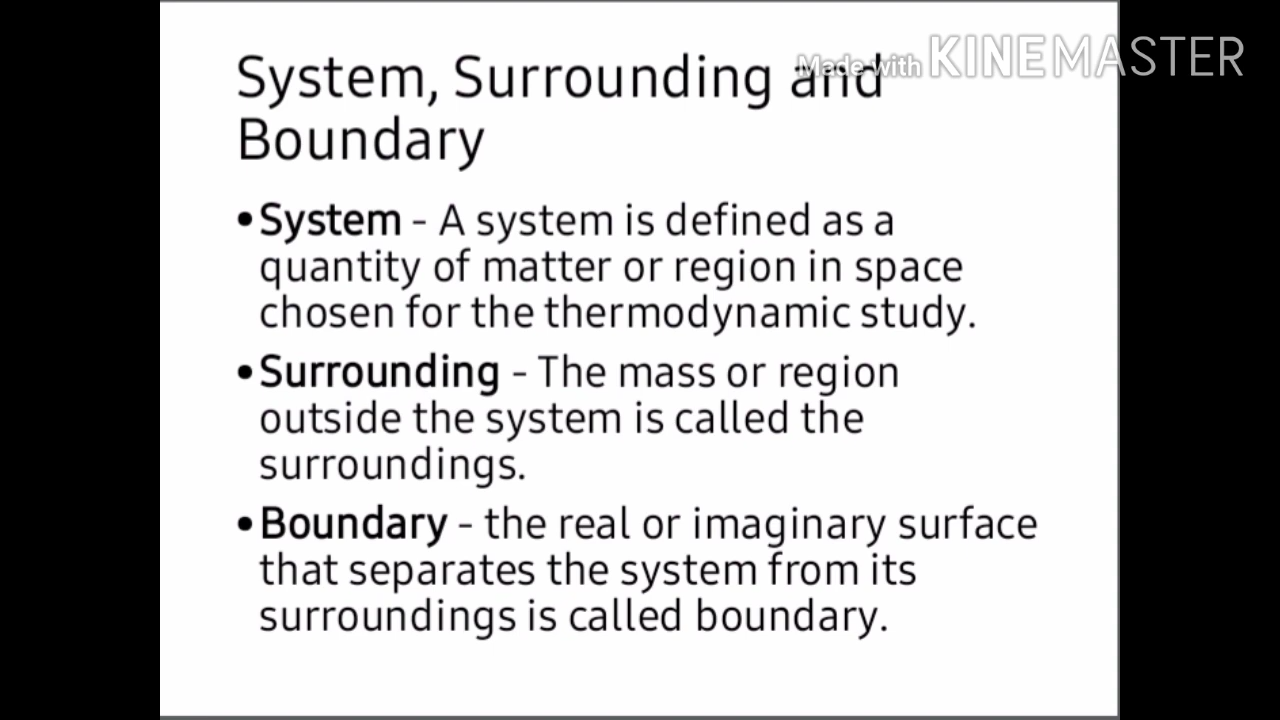 Made with KINEMASTER
System, Surrounding and
Boundary
• System - A system is defined as a
quantity of matter or region in space
chosen for the thermodynamic study.
• Surrounding - The mass or region
outside the system is called the
surroundings.
• Boundary - the real or imaginary surface
that separates the system from its
surroundings is called boundary.